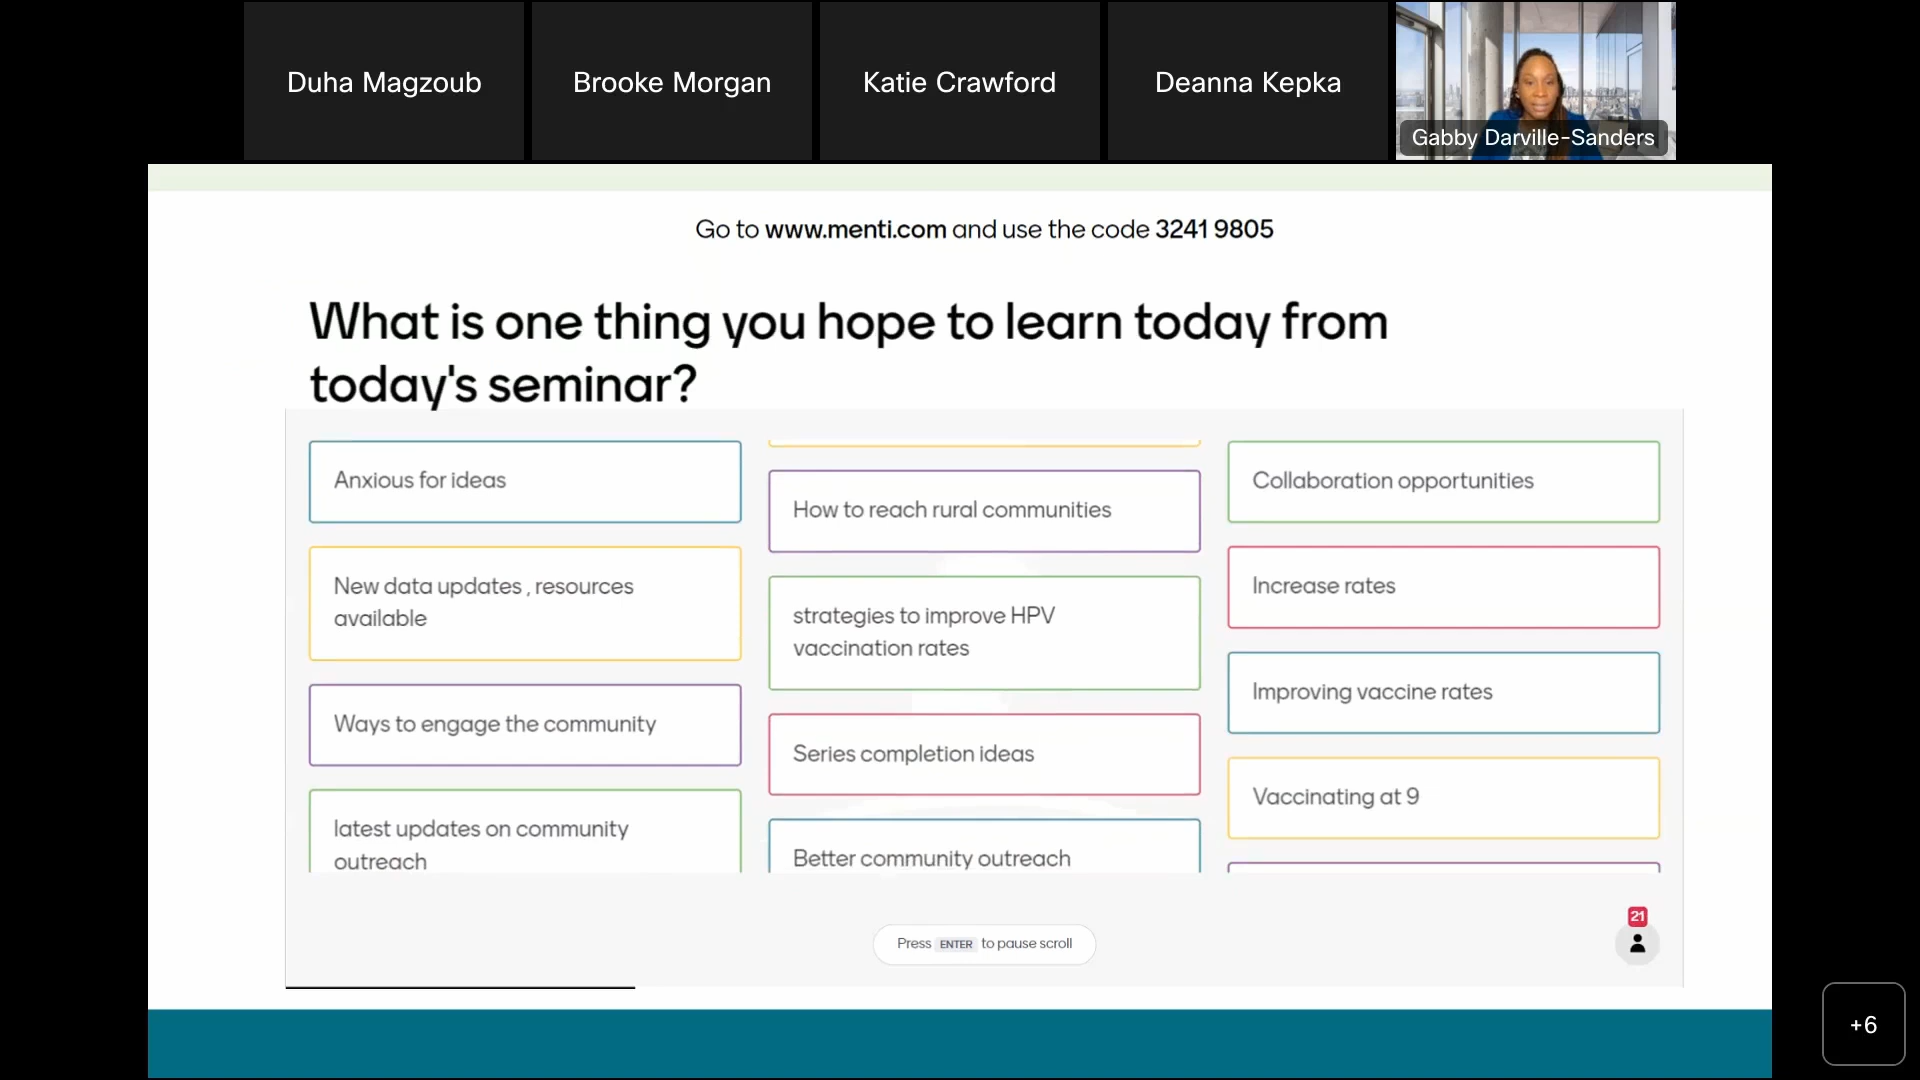 Duha Magzoub
Brooke Morgan
Katie Crawford
Deanna Kepka
Gabby Darville-Sanders
Go to www.menti.com and use the code 3241 9805
What is one thing you hope to learn today from
today's seminar?
Anxious for ideas
New data updates , resources
available
Ways to engage the community
latest updates on community
outreach
How to reach rural communities
strategies to improve HPV
vaccination rates
Series completion ideas
Better community outreach
Collaboration opportunities
Increase rates
Improving vaccine rates
Vaccinating at 9
Press ENTER to pause scroll
21
+6